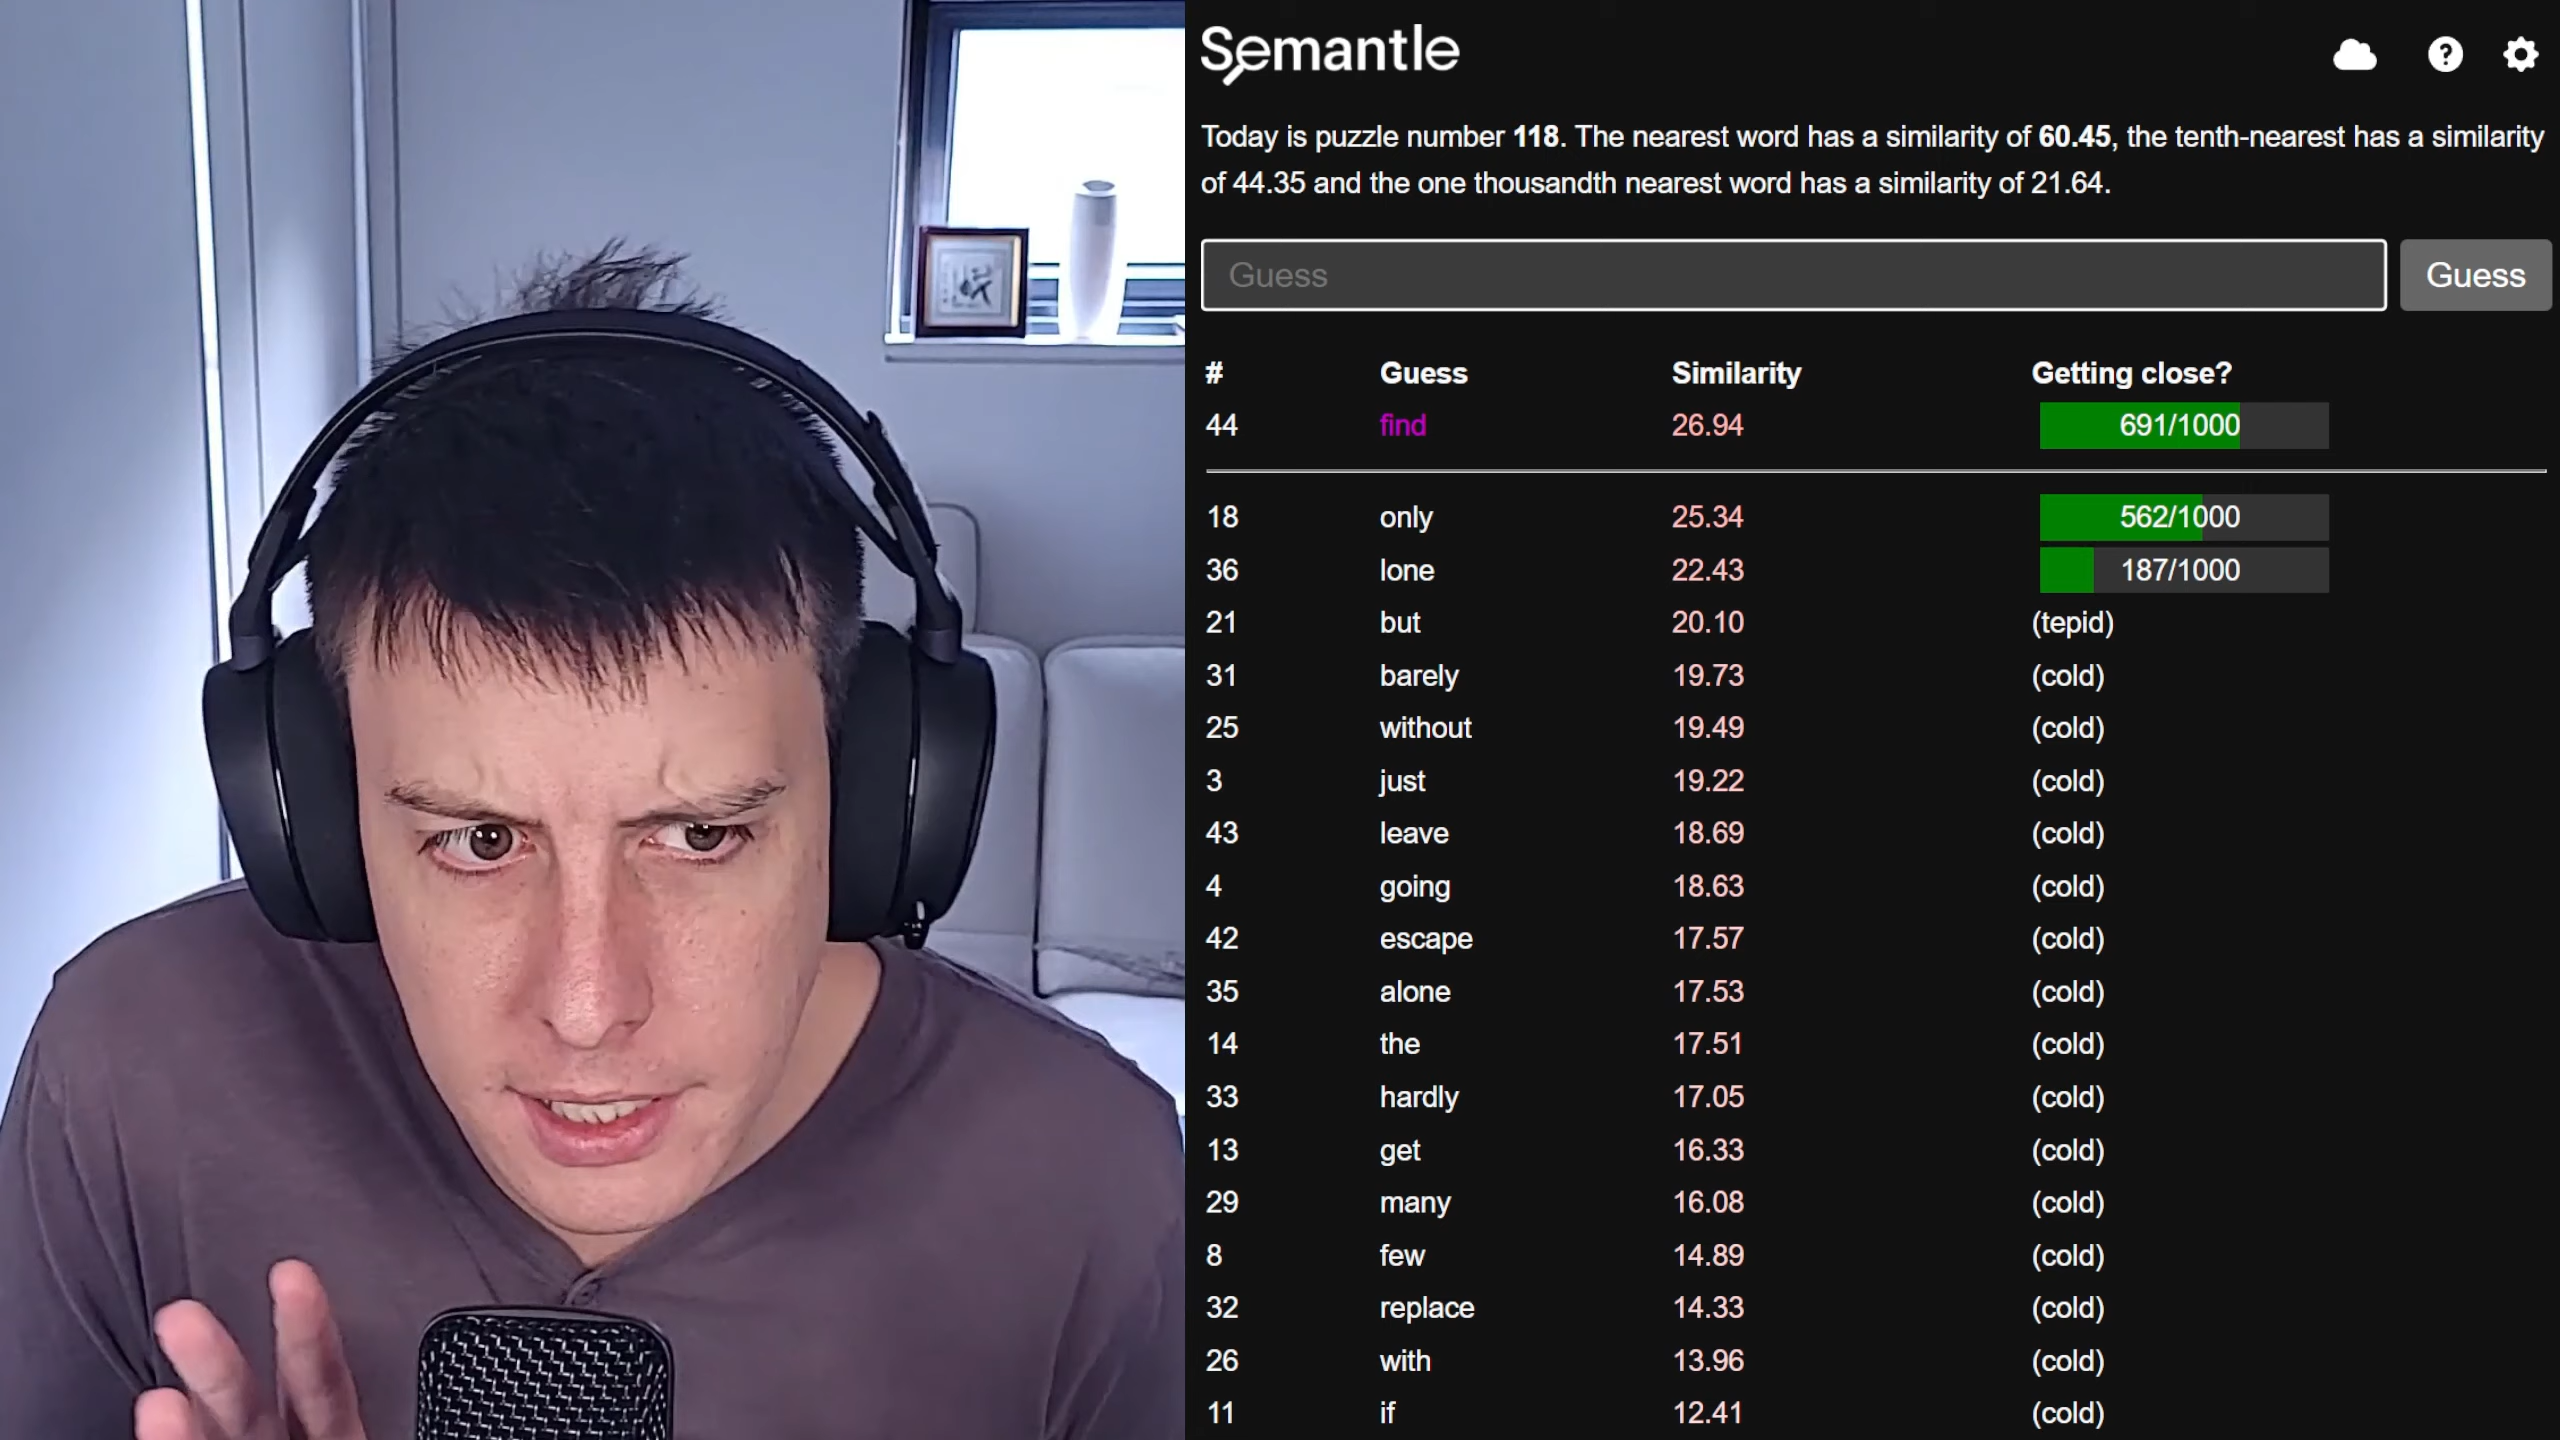 Semantle
Today is puzzle number 118. The nearest word has a similarity of 60.45, the tenth-nearest has a similarity
of 44.35 and the one thousandth nearest word has a similarity of 21.64.
Guess Guess
# Guess Similarity Getting close?
44 find 26.94 691/1000
18 only 25.34 562/1000
36 lone 22.43 187/1000
21 but 20.10 (tepid)
31 barely 19.73 (cold)
25 without 19.49 (cold)
3 just 19.22 (cold)
43 leave 18.69 (cold)
4 going 18.63 (cold)
42 escape 17.57 (cold)
35 alone 17.53 (cold)
14 the 17.51 (cold)
33 hardly 17.05 (cold)
13 get 16.33 (cold)
29 many 16.08 (cold)
8 few 14.89 (cold)
32 replace 14.33 (cold)
26 with 13.96 (cold)
11 if 12.41 (cold)